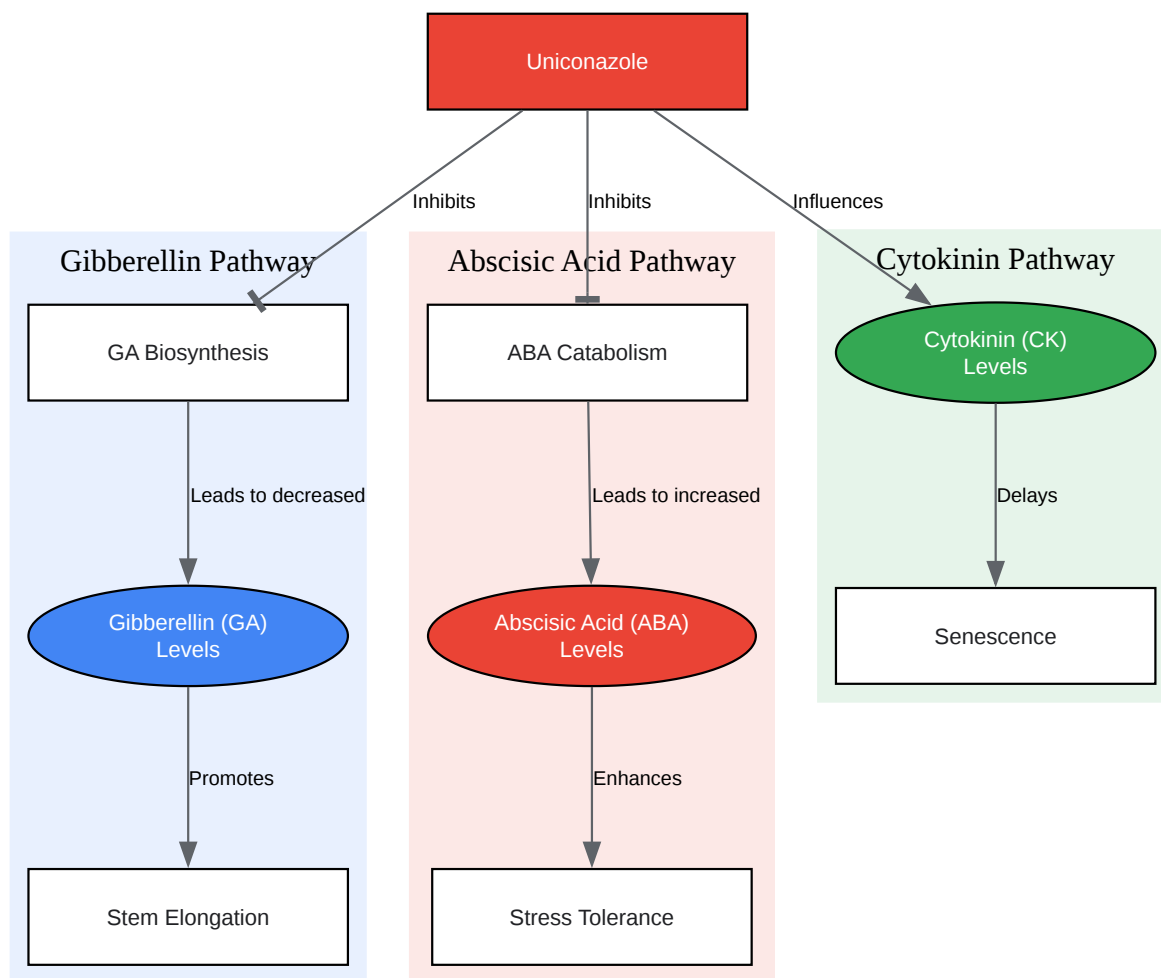 Uniconazole
Inhibits
Inhibits
Influences
Gibberellin Pathway
Abscisic Acid Pathway
Cytokinin Pathway
GA Biosynthesis
ABA Catabolism
Cytokinin (CK)
Levels
Leads to decreased
Leads to increased
Delays
Gibberellin (GA)
Levels
Abscisic Acid (ABA)
Levels
Senescence
Promotes
Enhances
Stem Elongation
Stress Tolerance